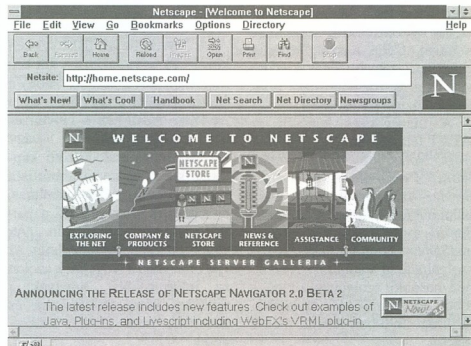 Netscape - [Welcome to Netscape]
File Edit View Go Bookmarks Options Directory Help
Back Forward Home Reload Images Open Print Find Stop
Netsite: http://home.netscape.com/
N
What's New! What's Cool! Handbook Net Search Net Directory Newsgroups
N WELCOME TO NETSCAPE
NETSCAPE STORE
N N N N
EXPLORING THE NET
COMPANY & PRODUCTS
NETSCAPE STORE
NEWS & REFERENCE
ASSISTANCE
COMMUNITY
NETSCAPE SERVER GALLERIA
ANNOUNCING THE RELEASE OF NETSCAPE NAVIGATOR 2.0 BETA 2
The latest release includes new features. Check out examples of
Java, Plug-ins, and Livescript including WebFX's VRML plug-in.
N NETSCAPE Now! 2.0